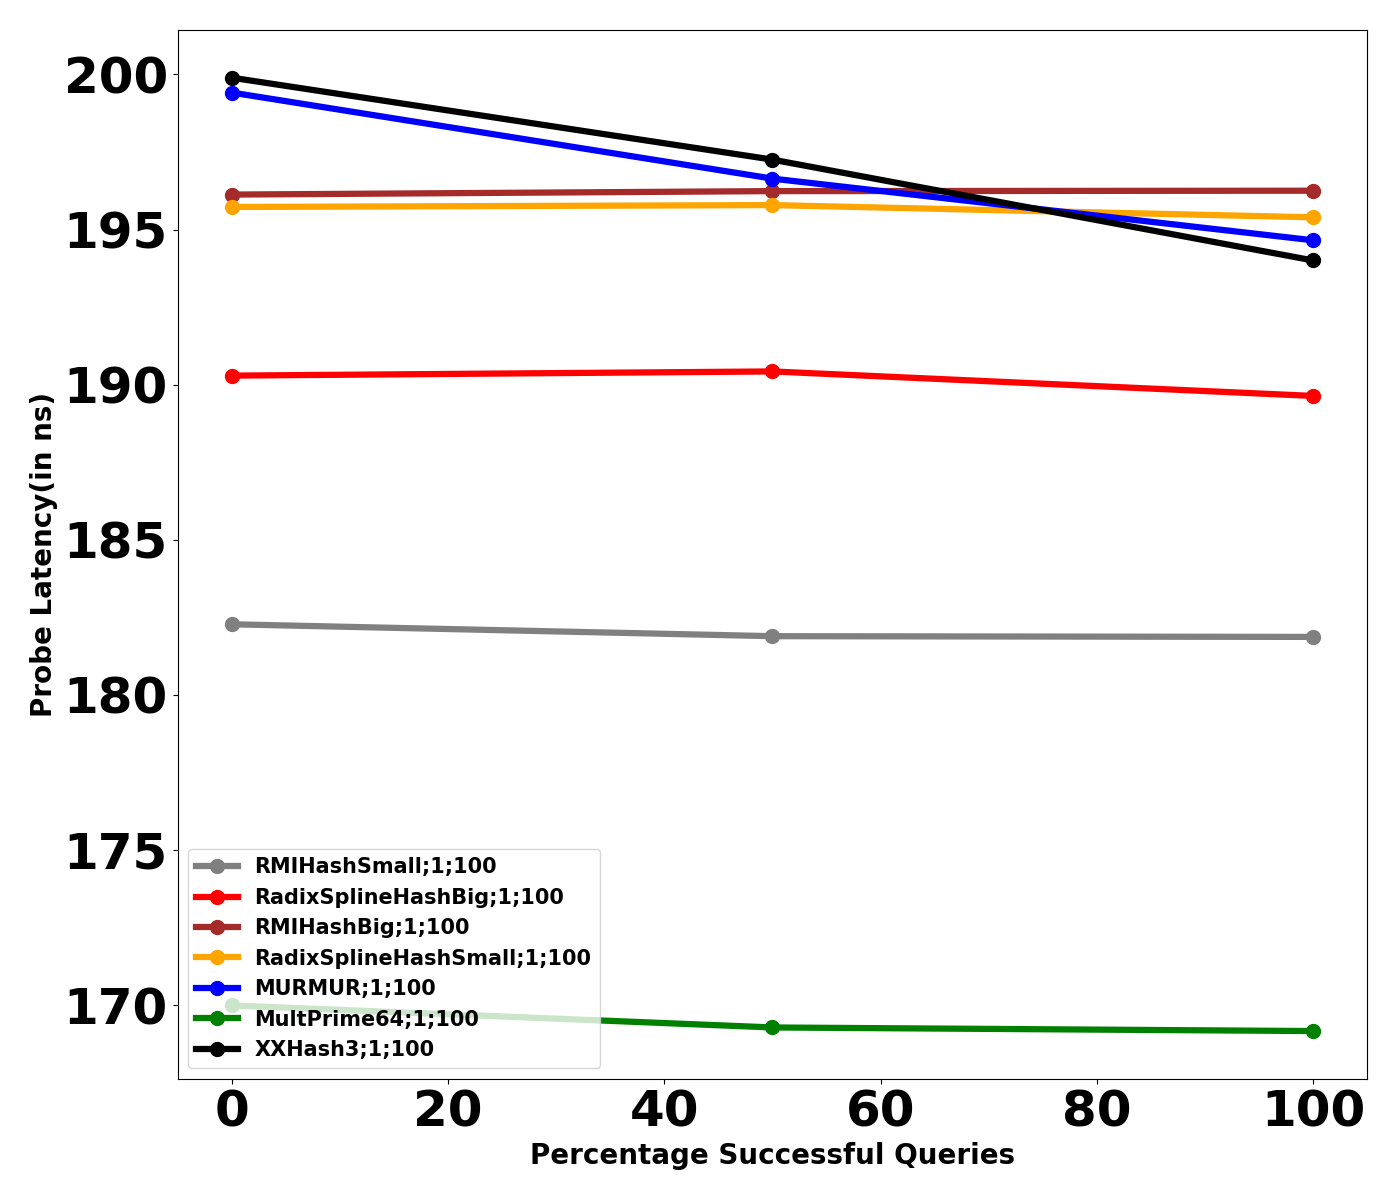 200
195
190
185
180
175
170
Probe Latency(in ns)
RMIHashSmall;1;100
RadixSplineHashBig;1;100
RMIHashBig;1;100
RadixSplineHashSmall;1;100
MURMUR;1;100
MultPrime64;1;100
XXHash3;1;100
0 20 40 60 80 100
Percentage Successful Queries